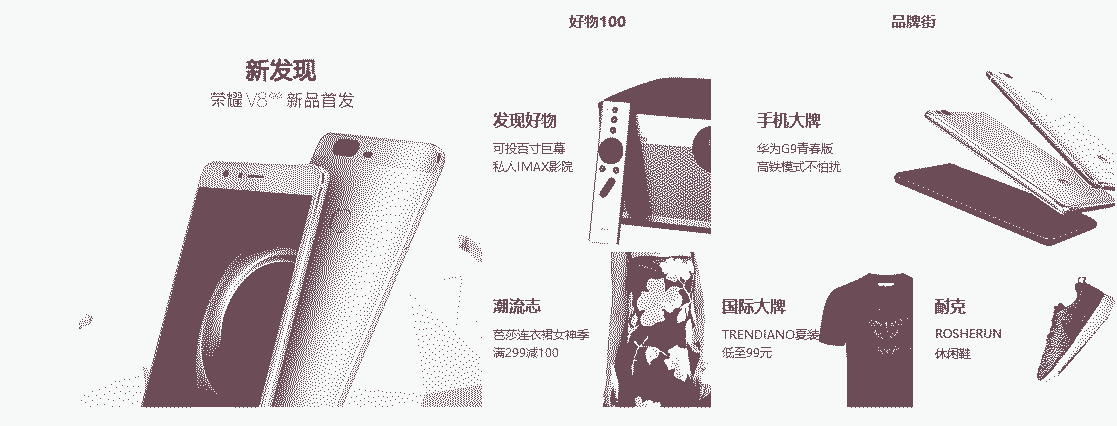 好物100
品牌街
新发现
荣耀 V8 新品首发
发现好物
可投百寸巨幕
私人IMAX影院
手机大牌
华为G9青春版
高铁模式不怕扰
潮流志
芭莎连衣裙女神季
满299减100
国际大牌
TRENDIANO夏装
低至99元
耐克
ROSHERUN
休闲鞋